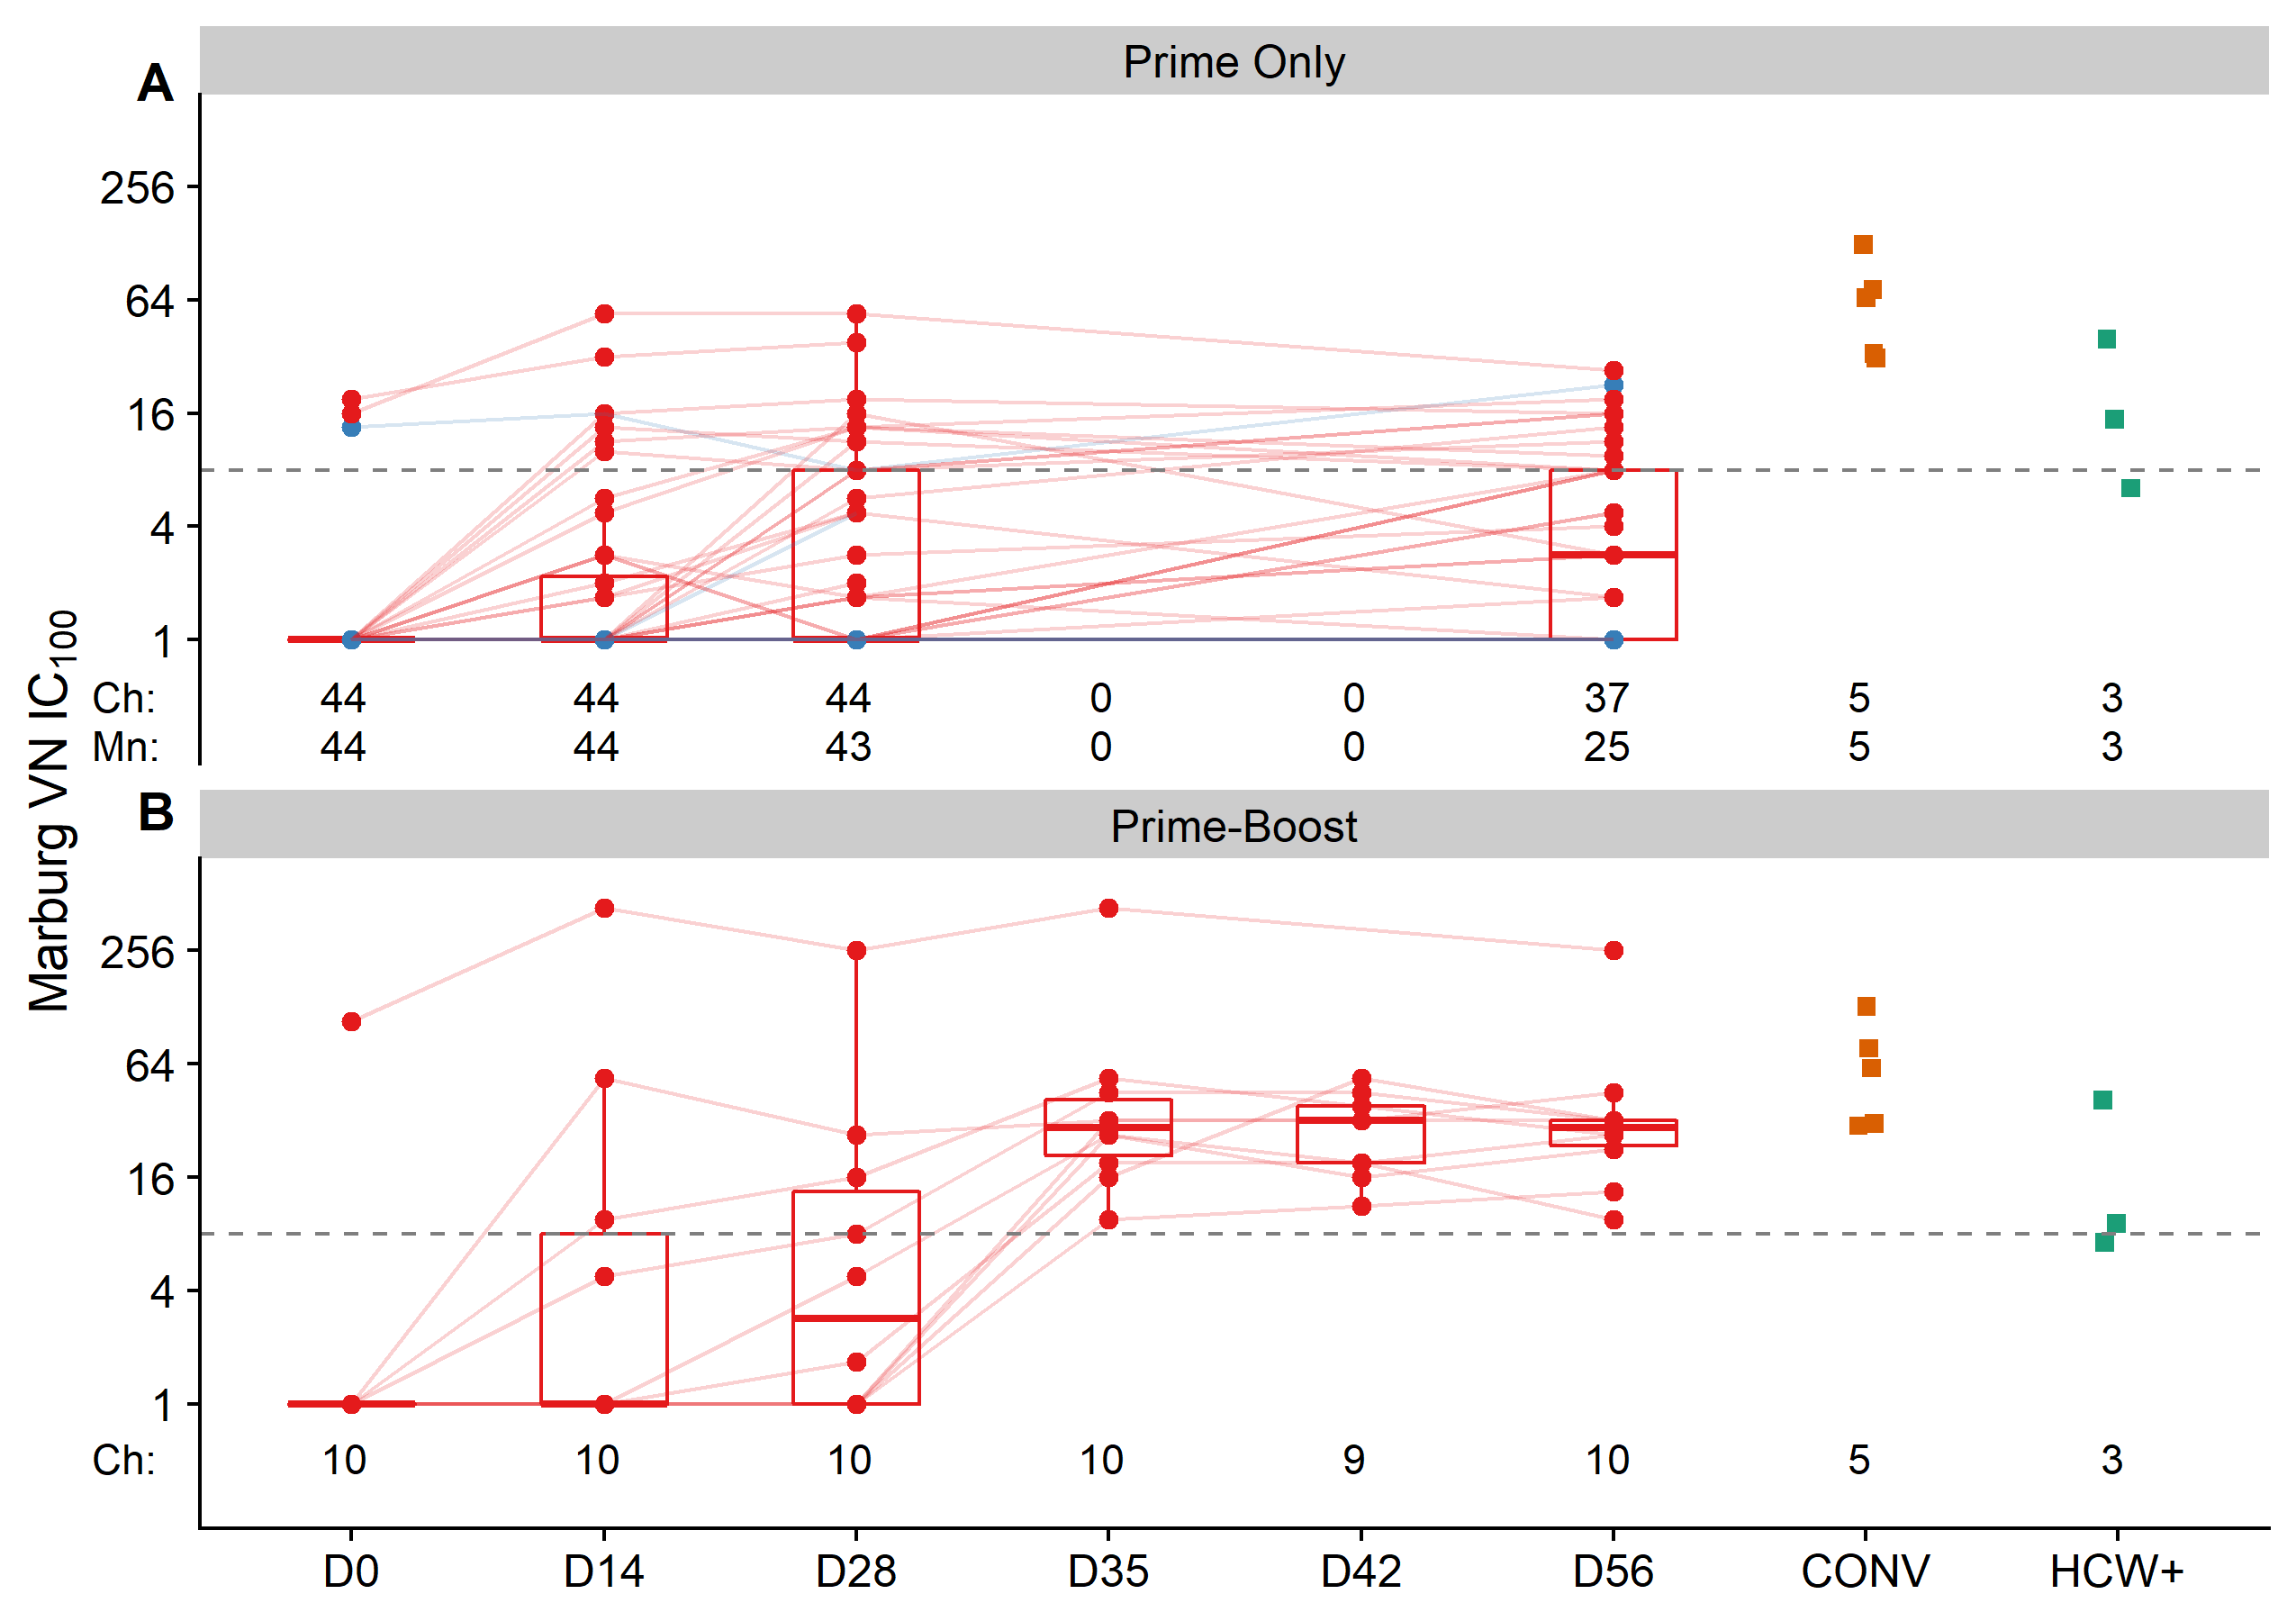 A
Prime Only
256
64
16
4
1
Ch: 44 44 44 0 0 37 5 3
Mn: 44 44 43 0 0 25 5 3
Marburg VN IC100
B
Prime-Boost
256
64
16
4
1
Ch: 10 10 10 10 9 10 5 3
D0 D14 D28 D35 D42 D56 CONV HCW+